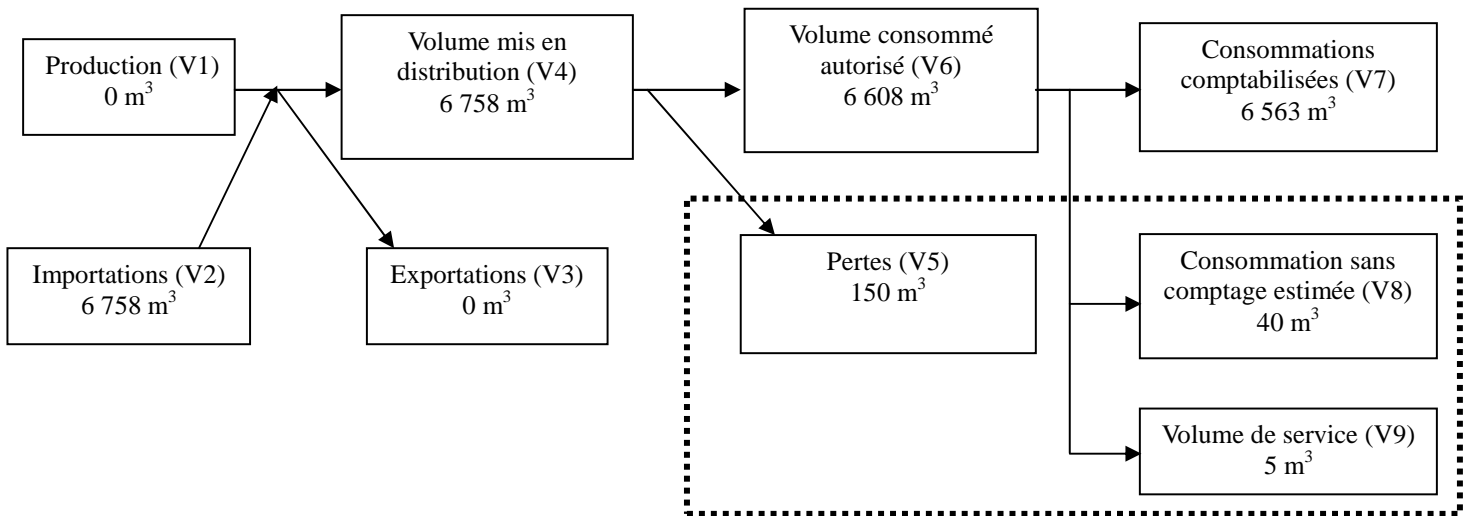 Production (V1)
0 m³
Volume mis en
distribution (V4)
6 758 m³
Volume consommé
autorisé (V6)
6 608 m³
Consommations
comptabilisées (V7)
6 563 m³
Importations (V2)
6 758 m³
Exportations (V3)
0 m³
Pertes (V5)
150 m³
Consommation sans
comptage estimée (V8)
40 m³
Volume de service (V9)
5 m³